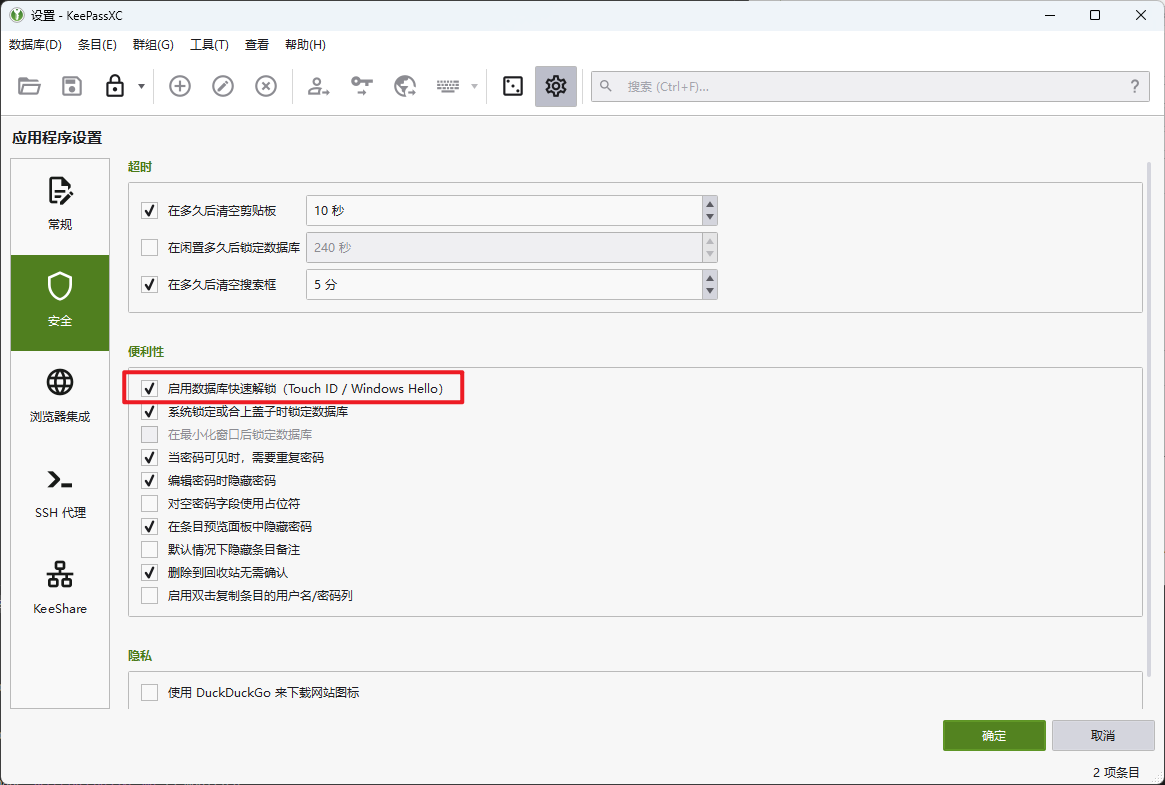 设置 - KeePassXC
数据库(D) 条目(E) 群组(G) 工具(T) 查看 帮助(H)
搜索 (Ctrl+F)... ?
应用程序设置
常规
安全
浏览器集成
SSH 代理
KeeShare
超时
在多久后清空剪贴板 10 秒
在闲置多久后锁定数据库 240 秒
在多久后清空搜索框 5 分
便利性
启用数据库快速解锁（Touch ID / Windows Hello）
系统锁定或合上盖子时锁定数据库
在最小化窗口后锁定数据库
当密码可见时，需要重复密码
编辑密码时隐藏密码
对空密码字段使用占位符
在条目预览面板中隐藏密码
默认情况下隐藏条目备注
删除到回收站无需确认
启用双击复制条目的用户名/密码列
隐私
使用 DuckDuckGo 来下载网站图标
确定 取消
2 项条目